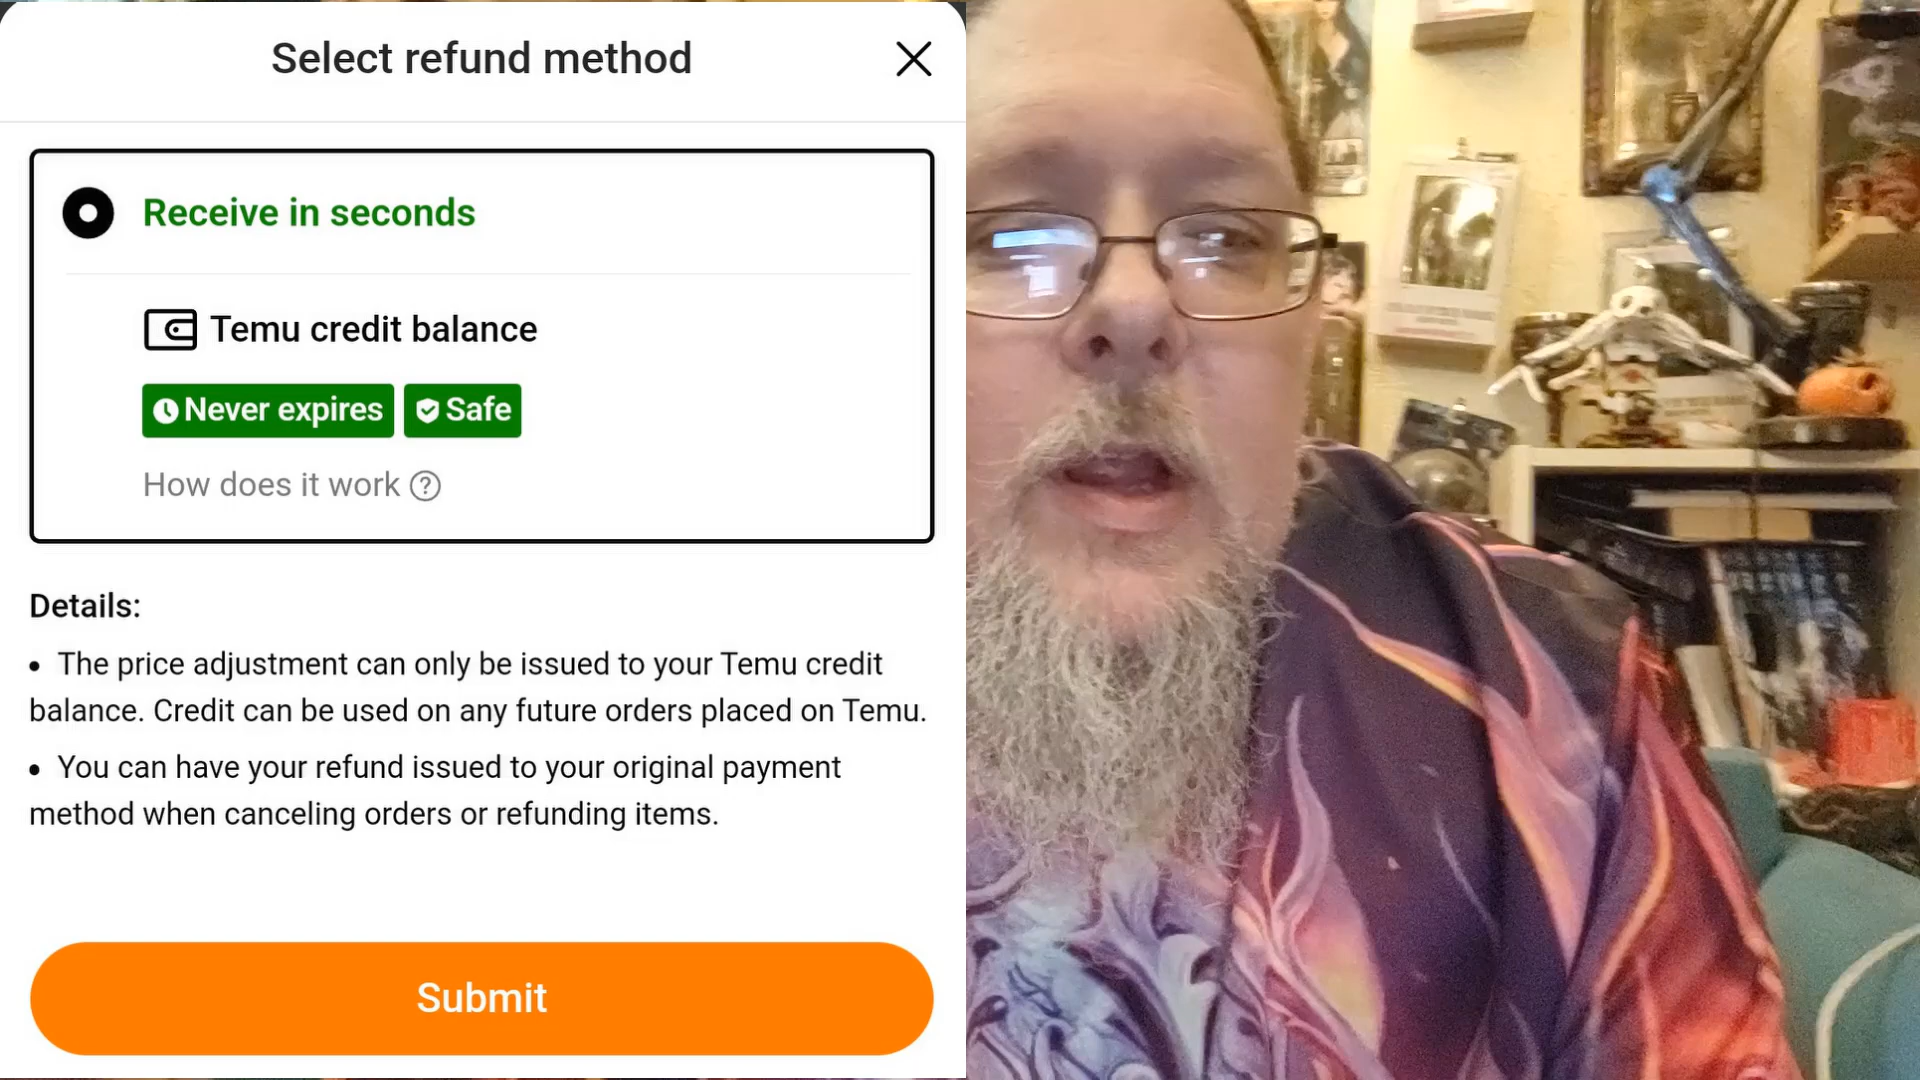 Select refund method
Receive in seconds
Temu credit balance
Never expires Safe
How does it work ?
Details:
• The price adjustment can only be issued to your Temu credit
balance. Credit can be used on any future orders placed on Temu.
• You can have your refund issued to your original payment
method when canceling orders or refunding items.
Submit